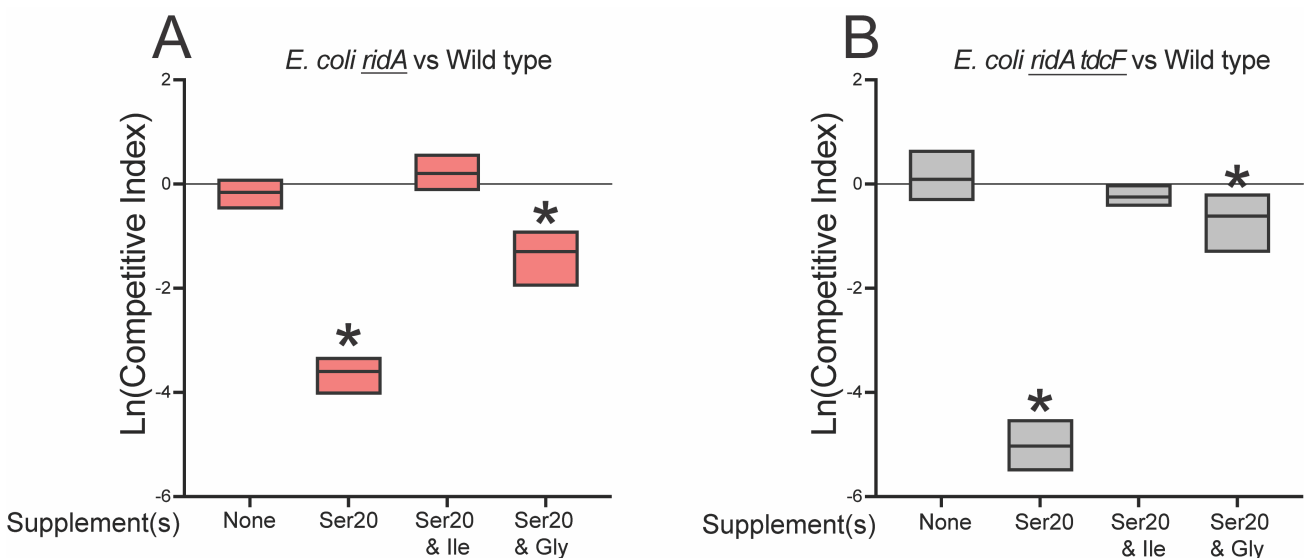 A
E. coli ridA vs Wild type
Ln(Competitive Index)
2
0
-2
-4
-6
*
*
Supplement(s)
None
Ser20
Ser20
& Ile
Ser20
& Gly
B
E. coli ridA tdcF vs Wild type
Ln(Competitive Index)
2
0
-2
-4
-6
*
*
Supplement(s)
None
Ser20
Ser20
& Ile
Ser20
& Gly